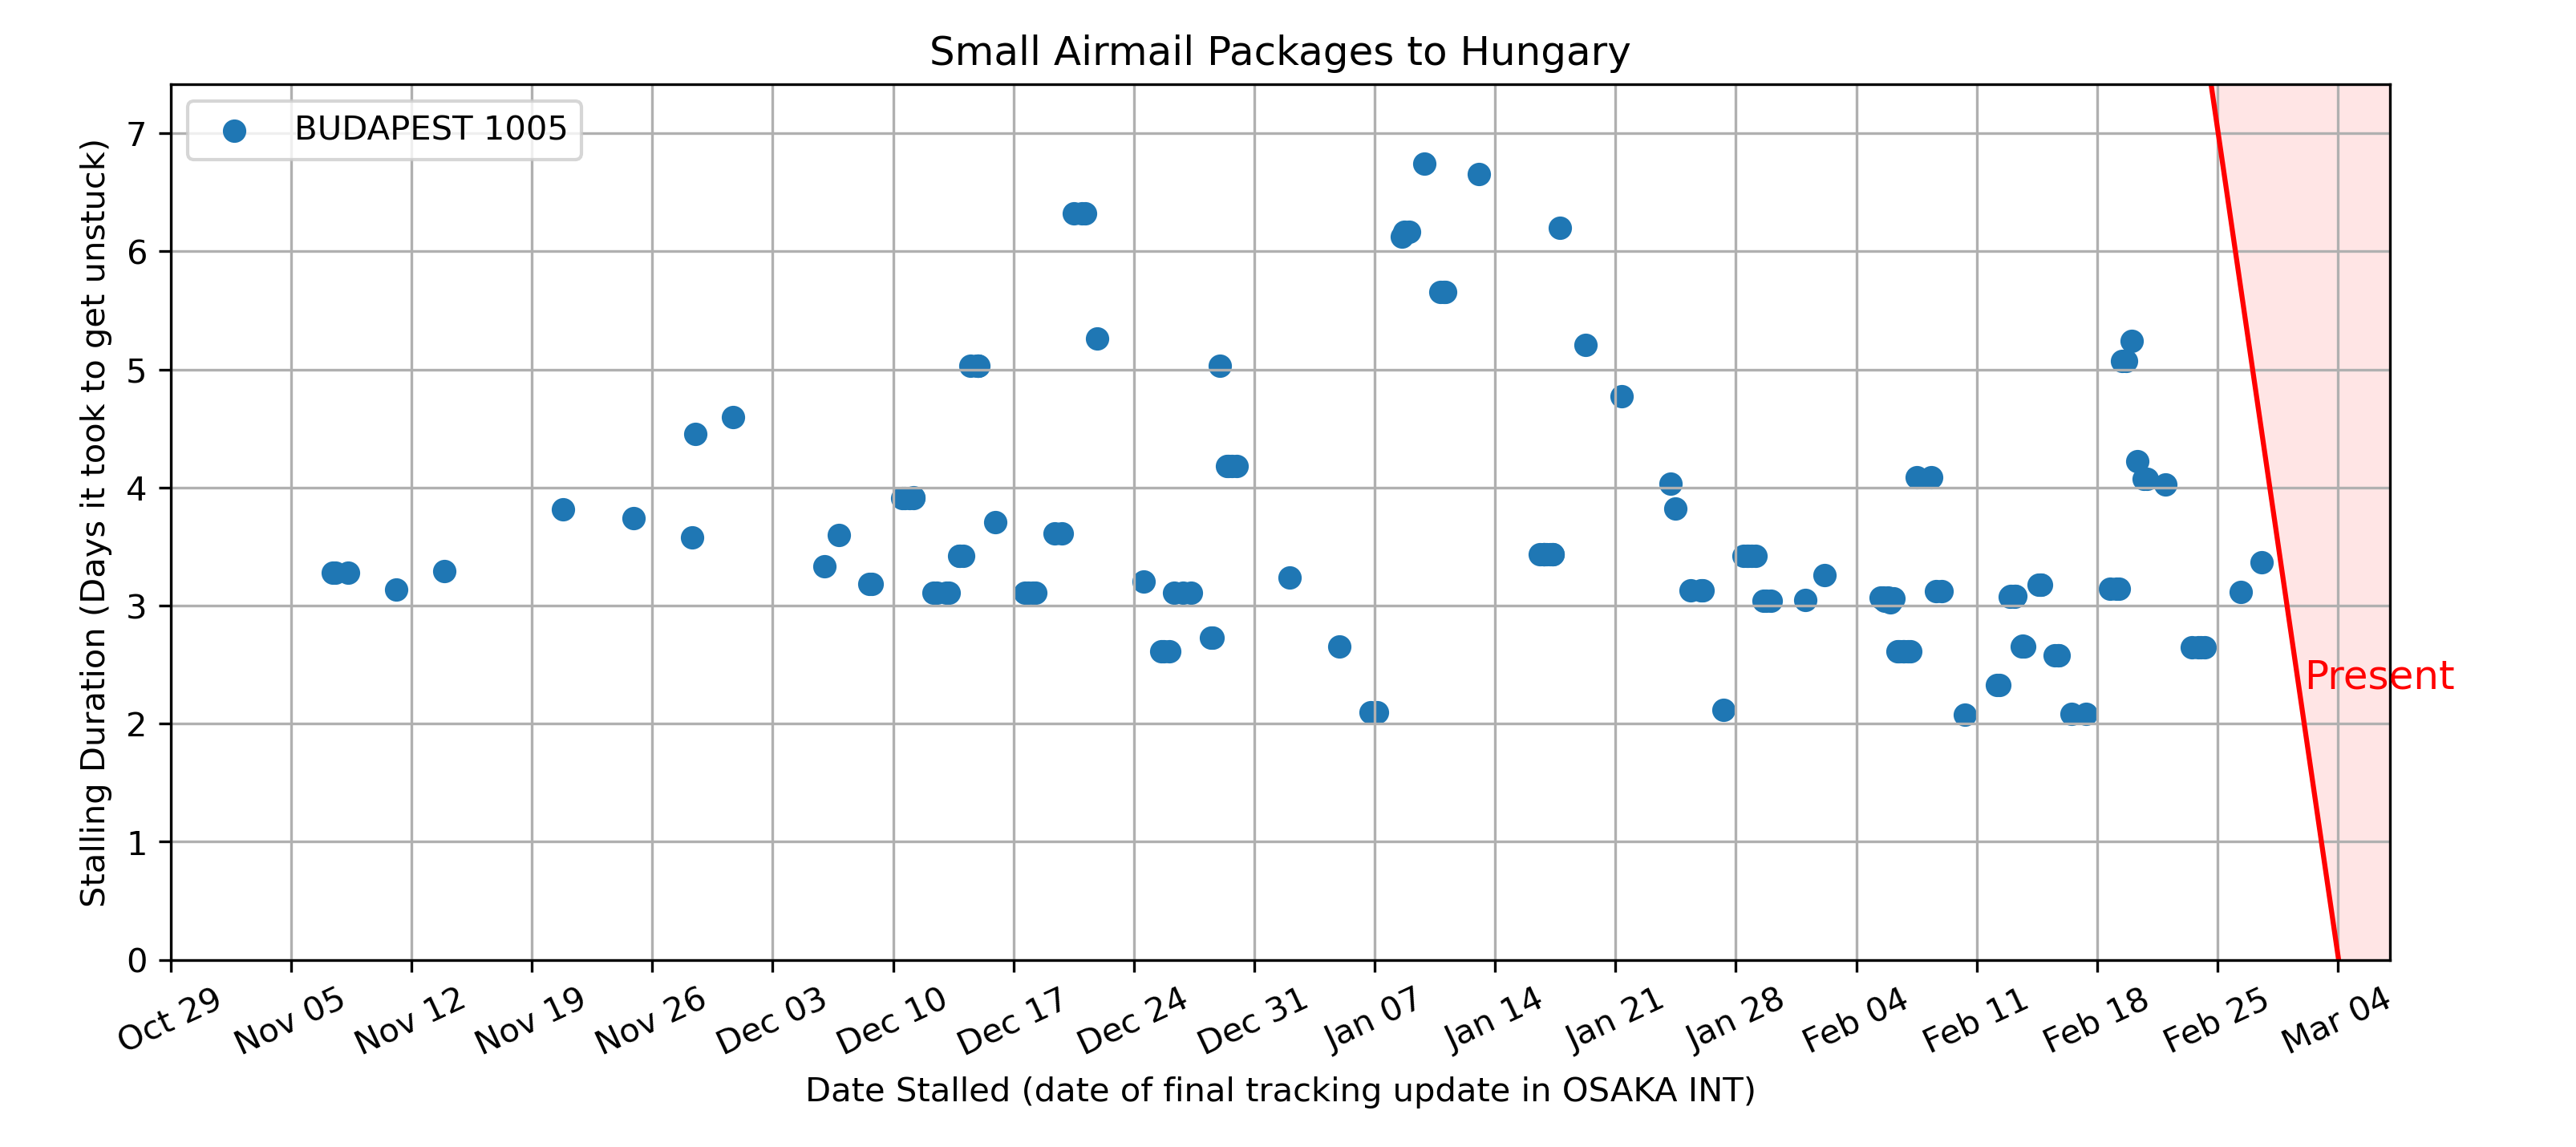 Small Airmail Packages to Hungary
BUDAPEST 1005
Stalling Duration (Days it took to get unstuck)
7
6
5
4
3
2
1
0
Present
Oct 29
Nov 05
Nov 12
Nov 19
Nov 26
Dec 03
Dec 10
Dec 17
Dec 24
Dec 31
Jan 07
Jan 14
Jan 21
Jan 28
Feb 04
Feb 11
Feb 18
Feb 25
Mar 04
Date Stalled (date of final tracking update in OSAKA INT)